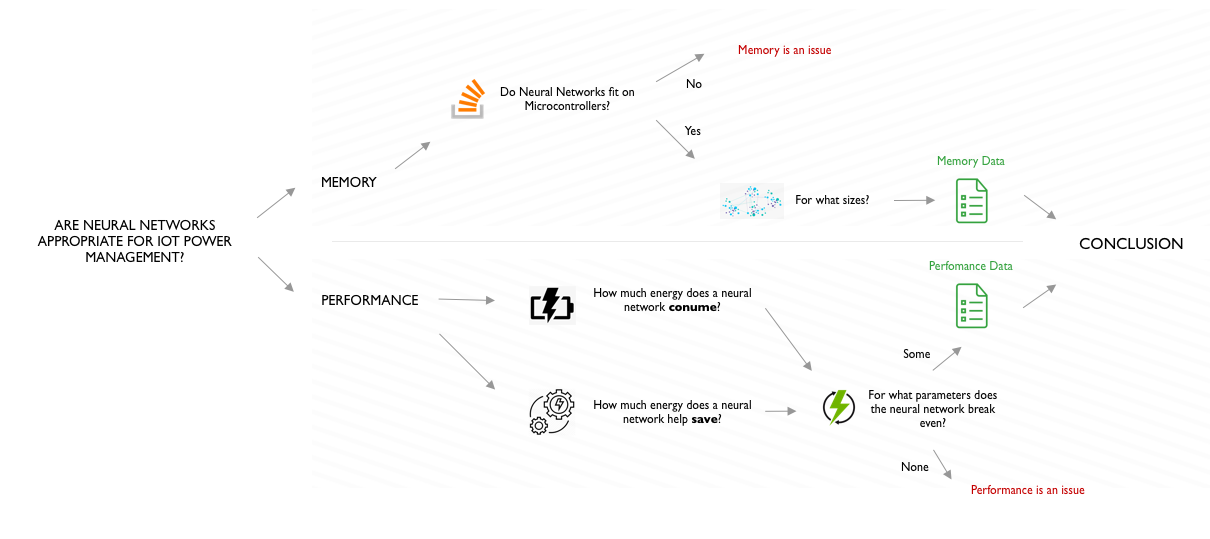 ARE NEURAL NETWORKS
APPROPRIATE FOR IOT POWER
MANAGEMENT?
MEMORY
Do Neural Networks fit on
Microcontrollers?
No
Memory is an issue
Yes
For what sizes?
Memory Data
PERFORMANCE
How much energy does a neural
network conume?
How much energy does a neural
network help save?
For what parameters does
the neural network break
even?
Some
Perfomance Data
None
Performance is an issue
CONCLUSION